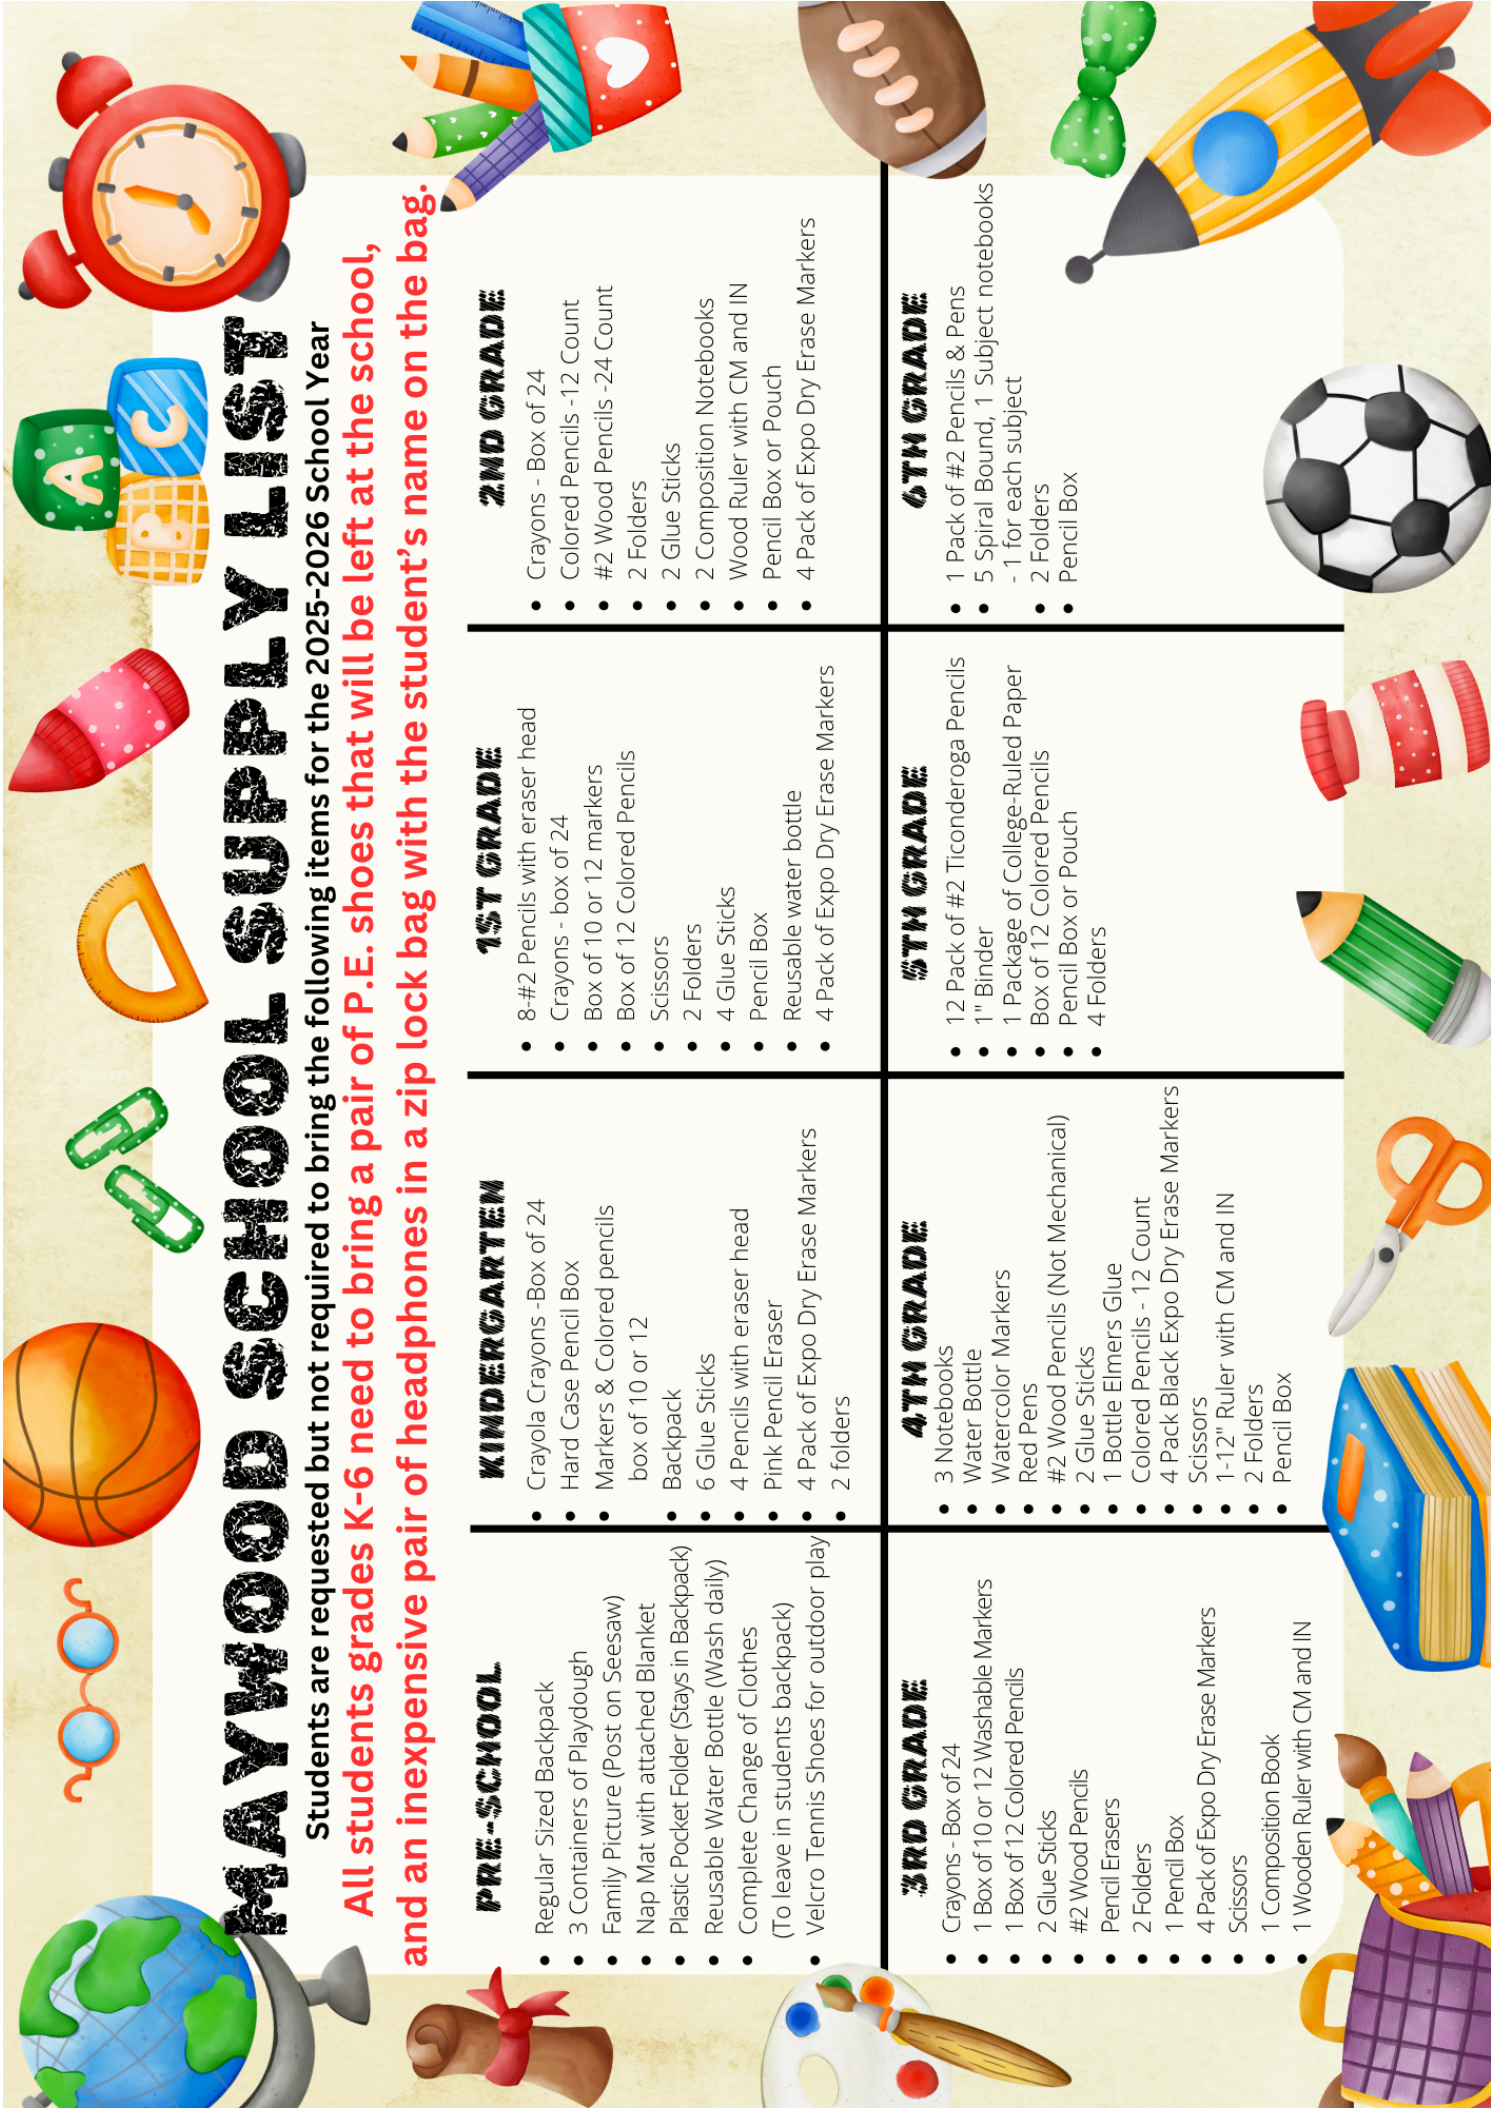 MAYWOOD SCHOOL SUPPLY LIST
Students are requested but not required to bring the following items for the 2025-2026 School Year
All students grades K-6 need to bring a pair of P.E. shoes that will be left at the school,
and an inexpensive pair of headphones in a zip lock bag with the student's name on the bag.
PRE-SCHOOL
• Regular Sized Backpack
• 3 Containers of Playdough
• Family Picture (Post on Seesaw)
• Nap Mat with attached Blanket
• Plastic Pocket Folder (Stays in Backpack)
• Reusable Water Bottle (Wash daily)
• Complete Change of Clothes
(To leave in students backpack)
• Velcro Tennis Shoes for outdoor play
KINDERGARTEN
• Crayola Crayons -Box of 24
• Hard Case Pencil Box
• Markers & Colored pencils
box of 10 or 12
• Backpack
• 6 Glue Sticks
• 4 Pencils with eraser head
• Pink Pencil Eraser
• 4 Pack of Expo Dry Erase Markers
• 2 folders
1ST GRADE
• 8-#2 Pencils with eraser head
• Crayons - box of 24
• Box of 10 or 12 markers
• Box of 12 Colored Pencils
• Scissors
• 2 Folders
• 4 Glue Sticks
• Pencil Box
• Reusable water bottle
• 4 Pack of Expo Dry Erase Markers
2ND GRADE
• Crayons - Box of 24
• Colored Pencils -12 Count
• #2 Wood Pencils -24 Count
• 2 Folders
• 2 Glue Sticks
• 2 Composition Notebooks
• Wood Ruler with CM and IN
• Pencil Box or Pouch
• 4 Pack of Expo Dry Erase Markers
3RD GRADE
• Crayons - Box of 24
• 1 Box of 10 or 12 Washable Markers
• 1 Box of 12 Colored Pencils
• 2 Glue Sticks
• #2 Wood Pencils
• Pencil Erasers
• 2 Folders
• 1 Pencil Box
• 4 Pack of Expo Dry Erase Markers
• Scissors
• 1 Composition Book
• 1 Wooden Ruler with CM and IN
4TH GRADE
• 3 Notebooks
• Water Bottle
• Watercolor Markers
• Red Pens
• #2 Wood Pencils (Not Mechanical)
• 2 Glue Sticks
• 1 Bottle Elmers Glue
• Colored Pencils - 12 Count
• 4 Pack Black Expo Dry Erase Markers
• Scissors
• 1-12" Ruler with CM and IN
• 2 Folders
• Pencil Box
5TH GRADE
• 12 Pack of #2 Ticonderoga Pencils
• 1" Binder
• 1 Package of College-Ruled Paper
• Box of 12 Colored Pencils
• Pencil Box or Pouch
• 4 Folders
6TH GRADE
• 1 Pack of #2 Pencils & Pens
• 5 Spiral Bound, 1 Subject notebooks
- 1 for each subject
• 2 Folders
• Pencil Box
A
B
C